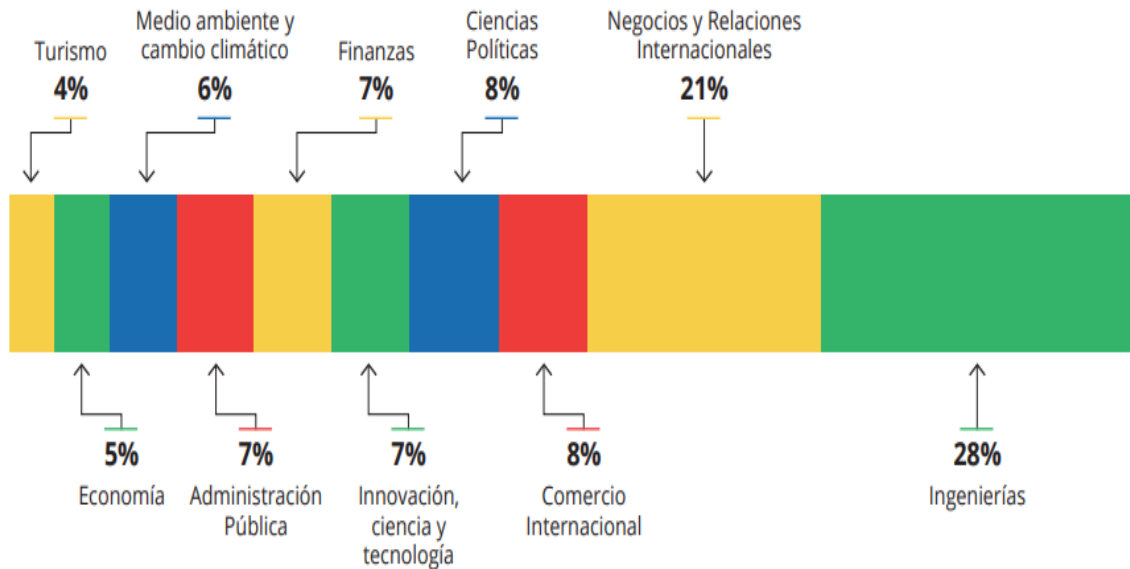 Turismo
4%
Medio ambiente y
cambio climático
6%
Finanzas
7%
Ciencias
Políticas
8%
Negocios y Relaciones
Internacionales
21%
5%
Economía
7%
Administración
Pública
7%
Innovación,
ciencia y
tecnología
8%
Comercio
Internacional
28%
Ingenierías